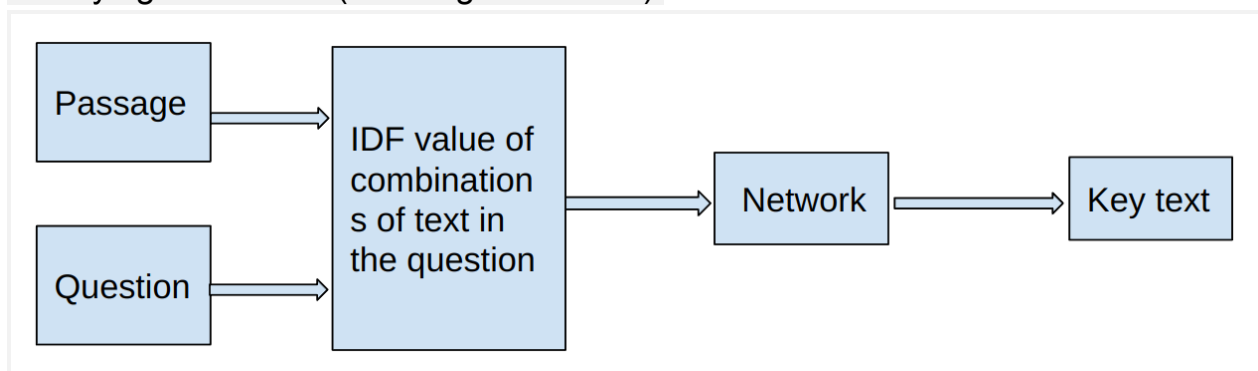 Passage
Question
IDF value of
combination
s of text in
the question
Network
Key text